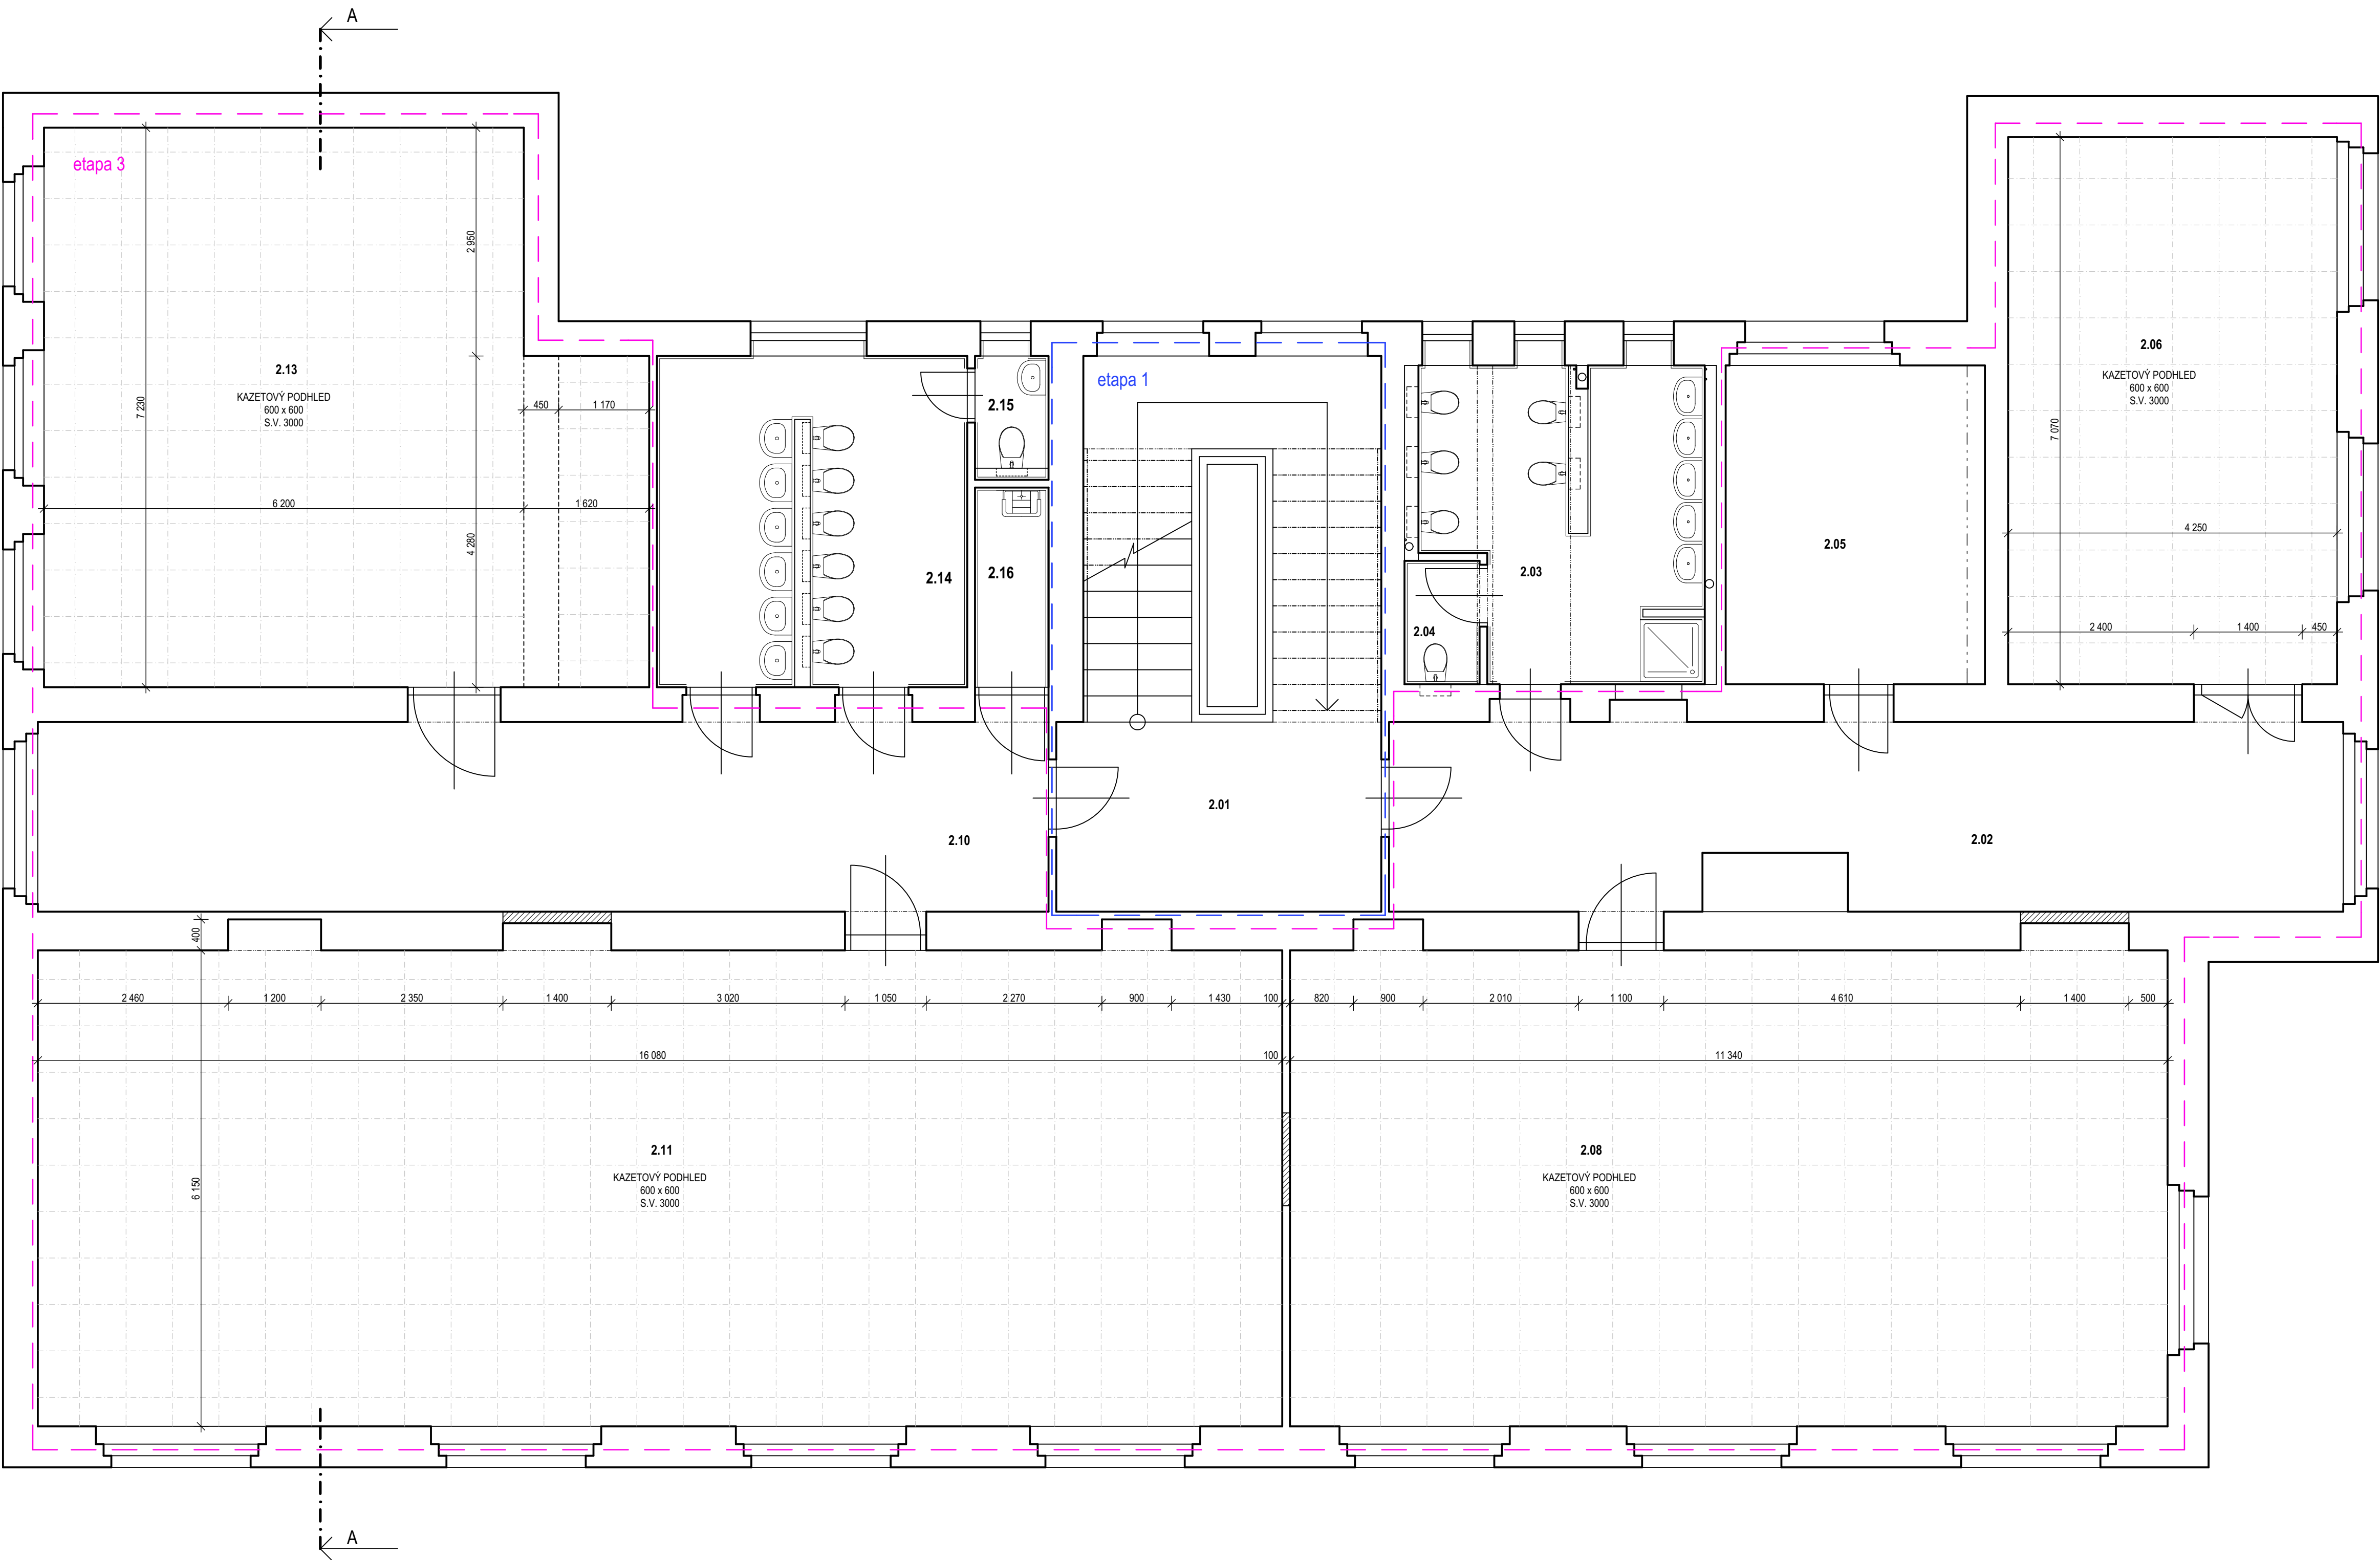 A
etapa 3
2.13
KAZETOVÝ PODHLED
600 x 600
S.V. 3000
7 230
2 950
4 280
450
1 170
6 200
1 620
2.14
2.15
2.16
etapa 1
2.01
2.03
2.04
2.05
2.06
KAZETOVÝ PODHLED
600 x 600
S.V. 3000
7 070
4 250
2 400
1 400
450
2.10
2.02
400
2 460
1 200
2 350
1 400
3 020
1 050
2 270
900
1 430
100
820
900
2 010
1 100
4 610
1 400
500
16 080
100
11 340
6 150
2.11
KAZETOVÝ PODHLED
600 x 600
S.V. 3000
2.08
KAZETOVÝ PODHLED
600 x 600
S.V. 3000
A